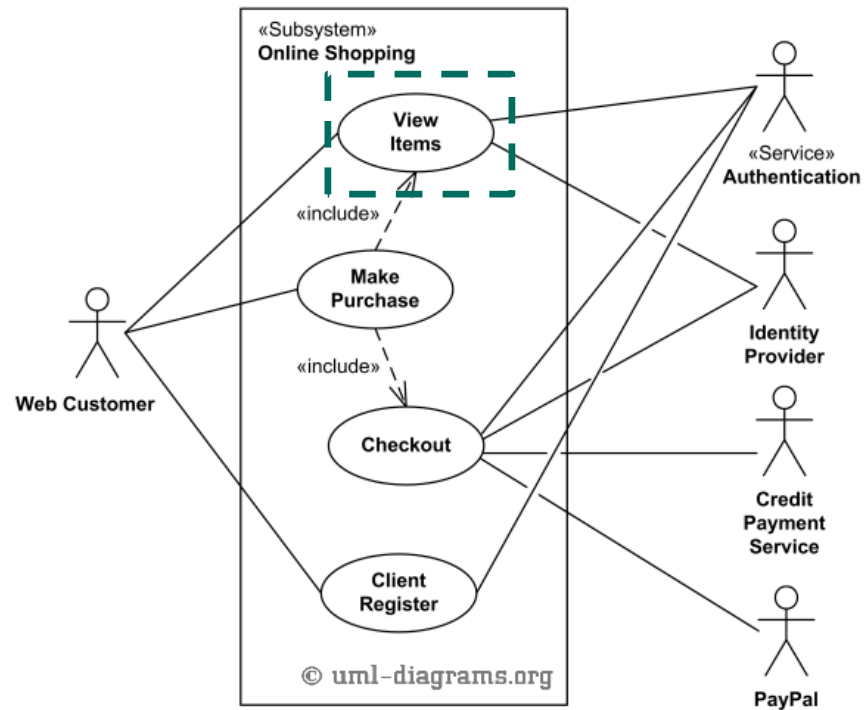 «Subsystem»
Online Shopping
View
Items
«include»
Make
Purchase
«include»
Checkout
Client
Register
© uml-diagrams.org
Web Customer
«Service»
Authentication
Identity
Provider
Credit
Payment
Service
PayPal